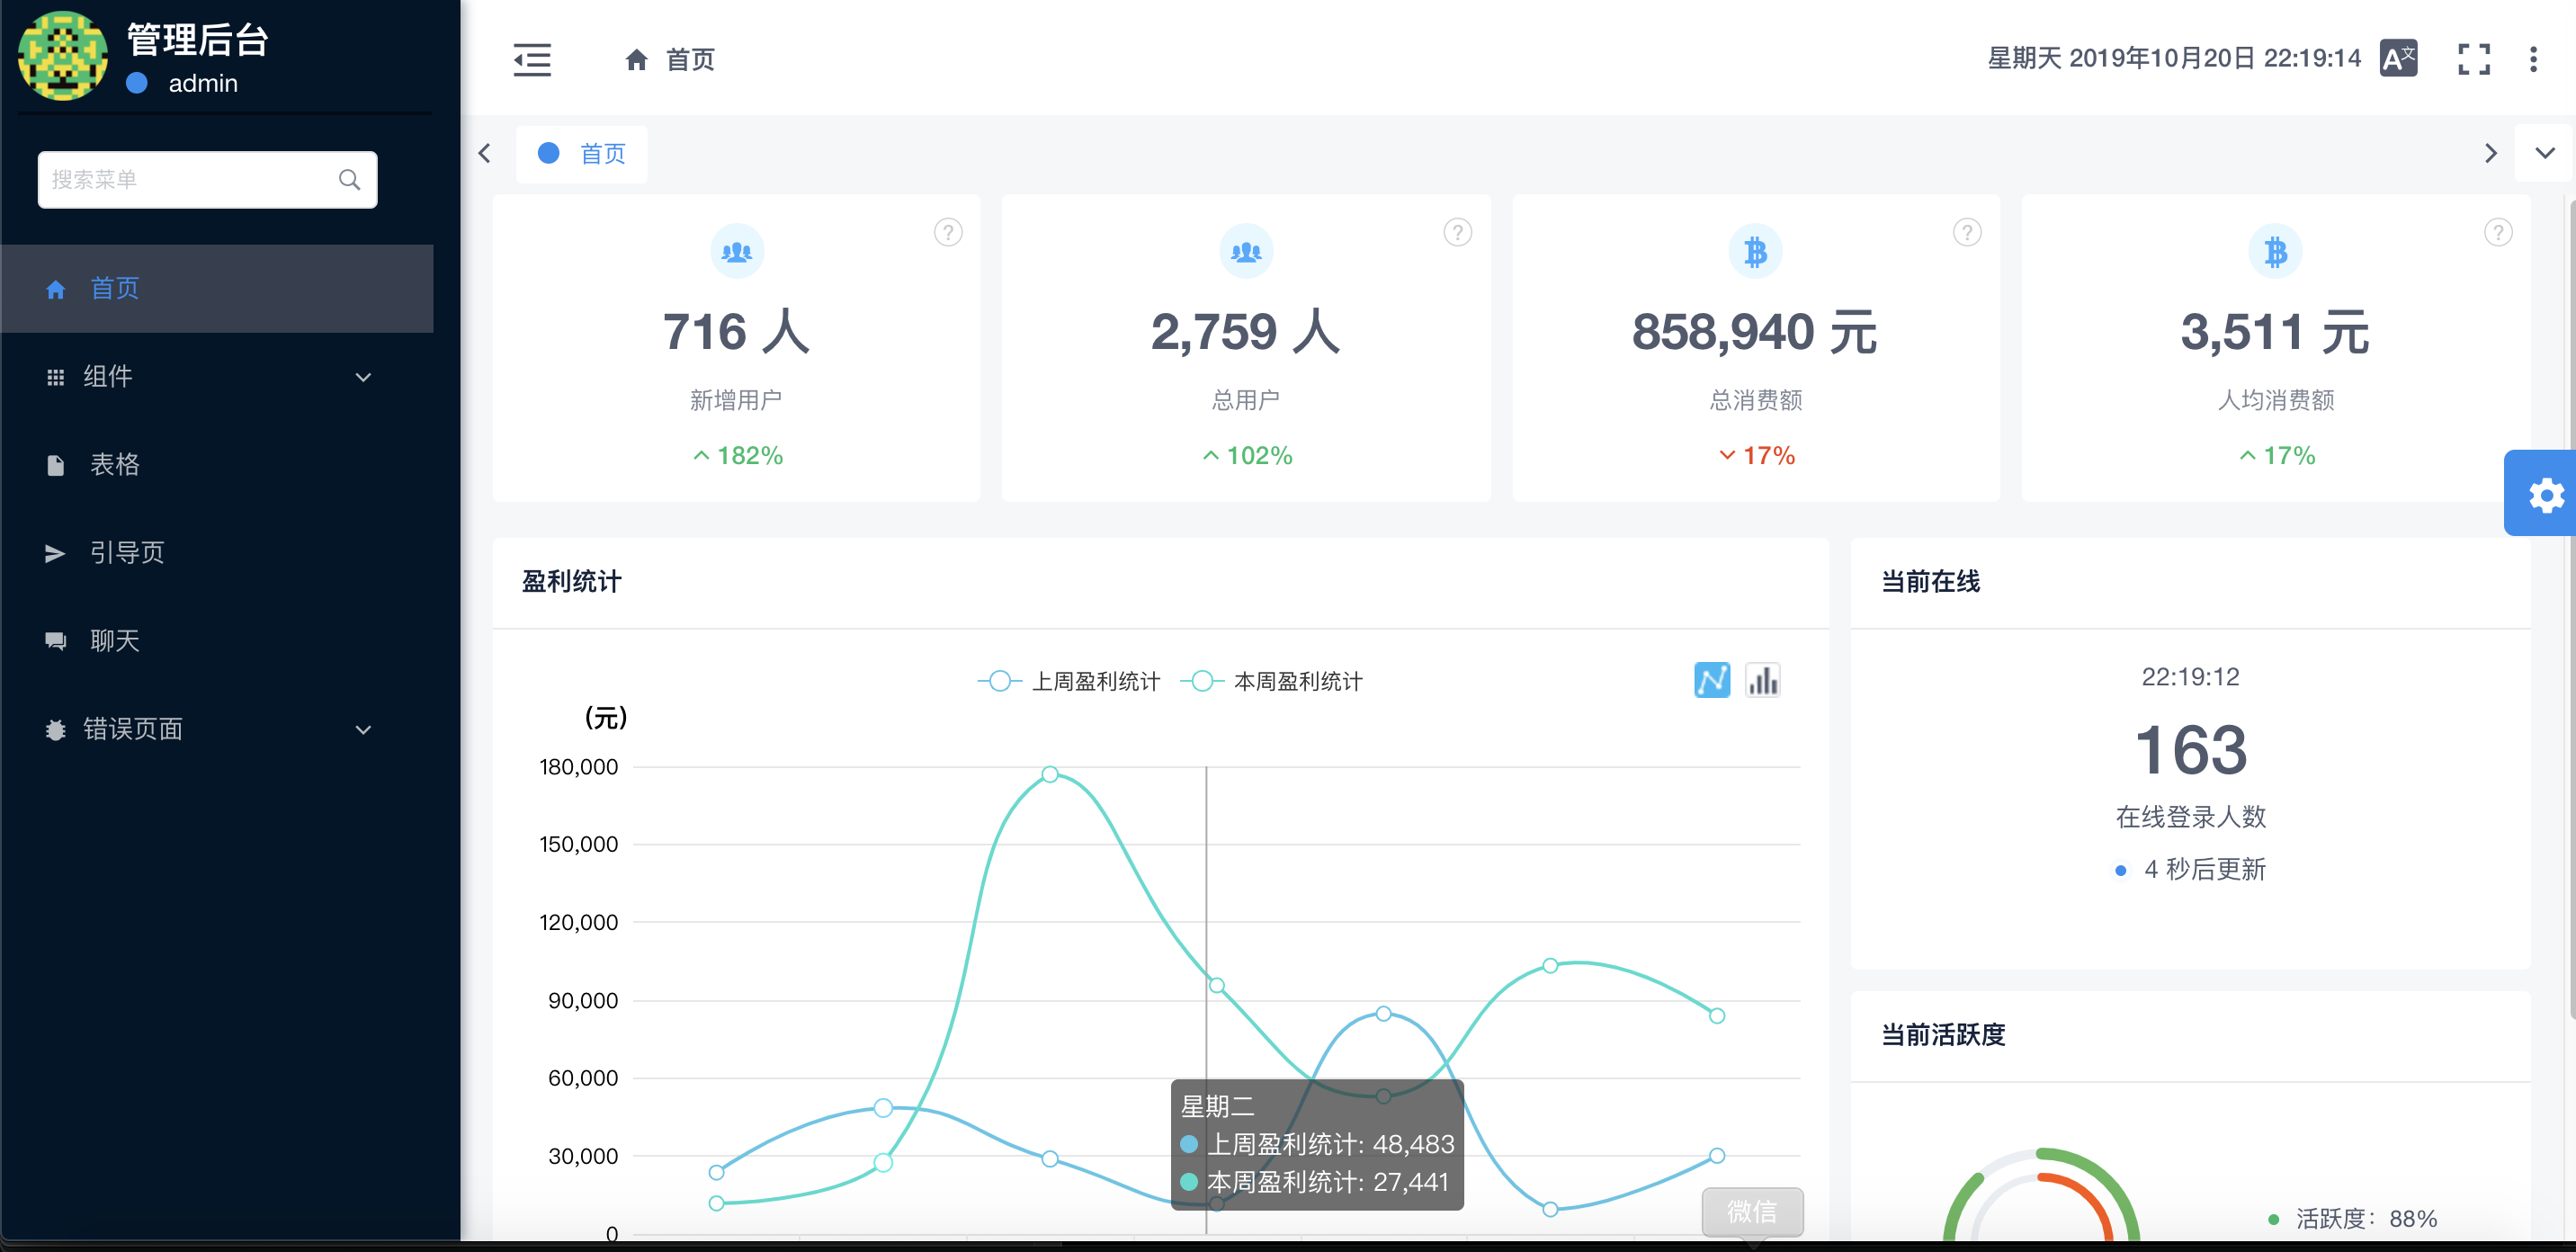 管理后台
admin
搜索菜单
首页
组件
表格
引导页
聊天
错误页面
首页
星期天 2019年10月20日 22:19:14
首页
716 人
新增用户
182%
2,759 人
总用户
102%
858,940 元
总消费额
17%
3,511 元
人均消费额
17%
盈利统计
上周盈利统计 本周盈利统计
(元)
180,000
150,000
120,000
90,000
60,000
30,000
0
星期二
上周盈利统计: 48,483
本周盈利统计: 27,441
微信
当前在线
22:19:12
163
在线登录人数
4 秒后更新
当前活跃度
活跃度: 88%